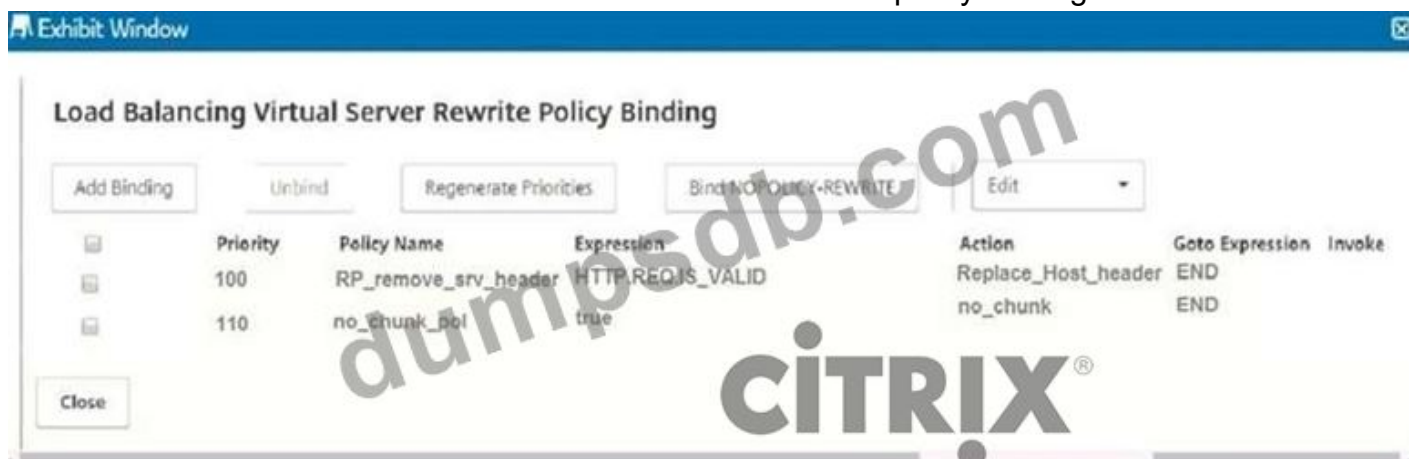 Exhibit Window
Load Balancing Virtual Server Rewrite Policy Binding
Add Binding Unbind Regenerate Priorities Bind NOPOLICY-REWRITE Edit
Priority Policy Name Expression Action Goto Expression Invoke
100 RP_remove_srv_header HTTP.REQ.IS_VALID Replace_Host_header END
110 no_chunk_pol true no_chunk END
Close
dumpsdb.com
CİTRIX®